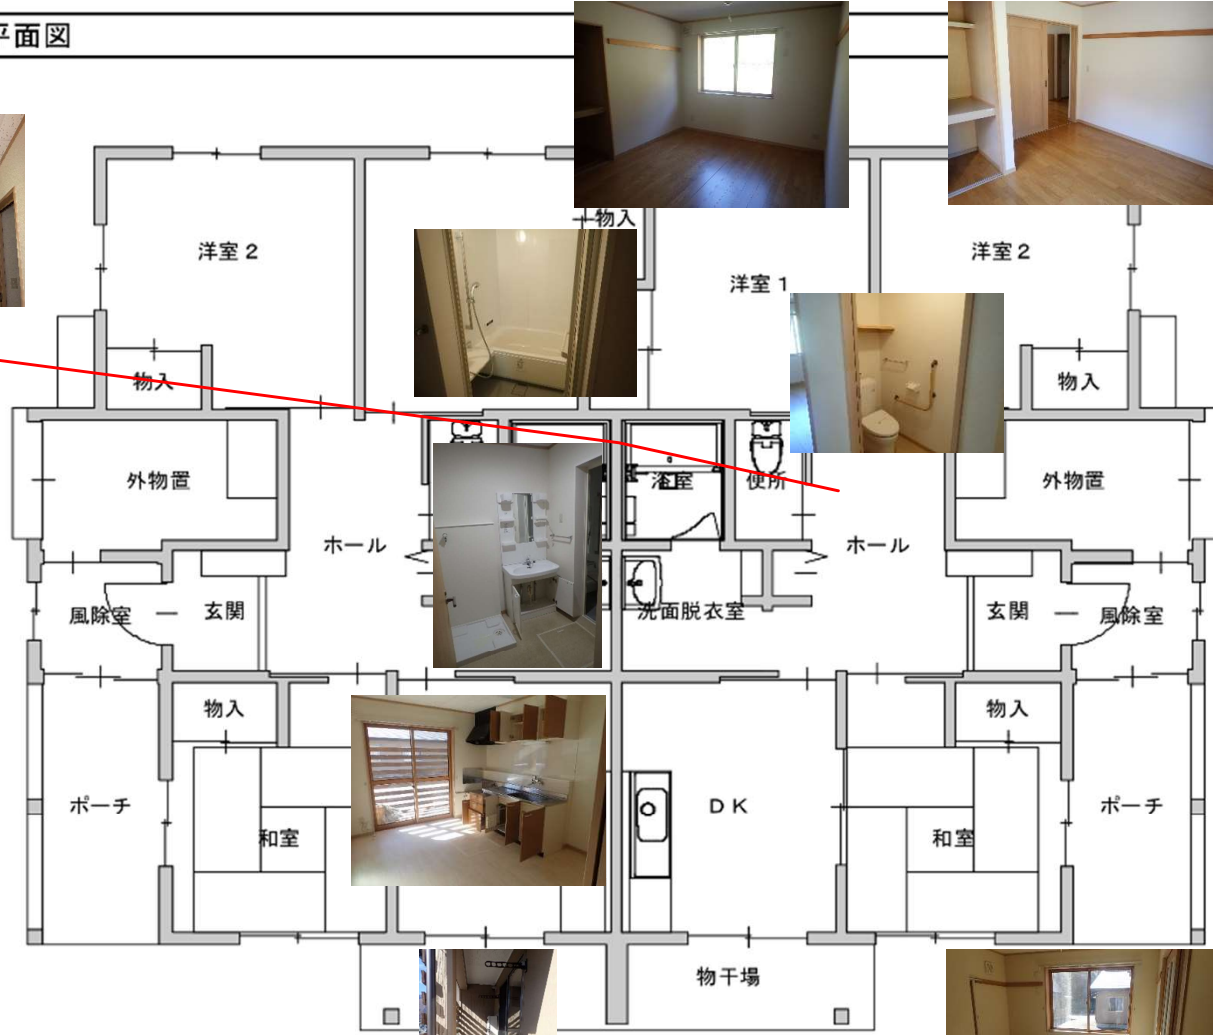 平面図
物入
洋室２
洋室１
洋室２
物入
物入
外物置
浴室
便所
外物置
ホール
ホール
風除室
玄関
洗面脱衣室
玄関
風除室
物入
物入
ポーチ
ＤＫ
ポーチ
和室
和室
物干場